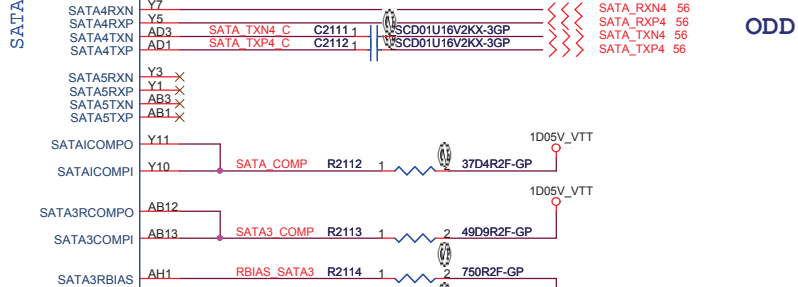 SATA
SATA4RXN Y7 SATA_RXN4 56
SATA4RXP Y5 SATA_RXP4 56
SATA4TXN AD3 SATA_TXN4_C C2111 1 SCD01U16V2KX-3GP SATA_TXN4 56
SATA4TXP AD1 SATA_TXP4_C C2112 1 SCD01U16V2KX-3GP SATA_TXP4 56
ODD
SATA5RXN Y3
SATA5RXP Y1
SATA5TXN AB3
SATA5TXP AB1
1D05V_VTT
SATAICOMPO Y11
SATAICOMPI Y10 SATA_COMP R2112 1 2 37D4R2F-GP
1D05V_VTT
SATA3RCOMPO AB12
SATA3COMPI AB13 SATA3_COMP R2113 1 2 49D9R2F-GP
SATA3RBIAS AH1 RBIAS_SATA3 R2114 1 2 750R2F-GP